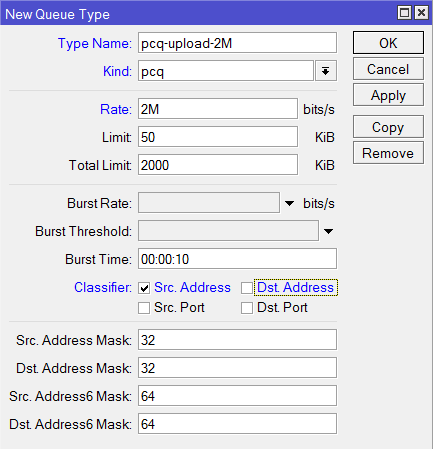 New Queue Type
Type Name: pcq-upload-2M OK
Kind: pcq Cancel
Apply
Rate: 2M bits/s
Copy
Limit: 50 KiB
Remove
Total Limit: 2000 KiB
Burst Rate: bits/s
Burst Threshold:
Burst Time: 00:00:10
Classifier: Src. Address Dst. Address
Src. Port Dst. Port
Src. Address Mask: 32
Dst. Address Mask: 32
Src. Address6 Mask: 64
Dst. Address6 Mask: 64